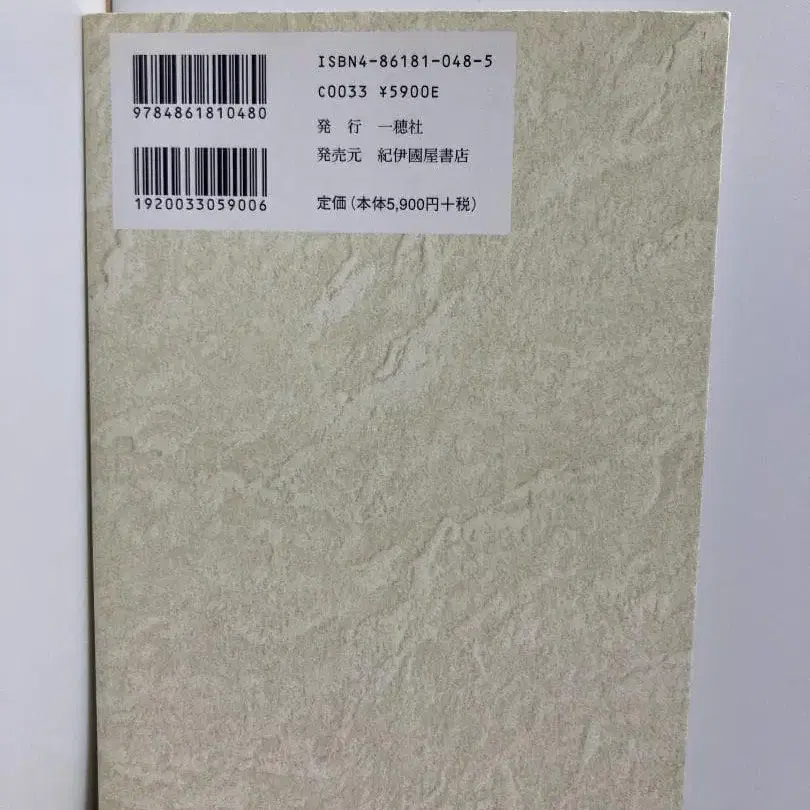 9784861810480
1920033059006
ISBN4-86181-048-5
C0033 ¥5900E
発 行 一穂社
発売元 紀伊國屋書店
定価(本体5,900円+税)